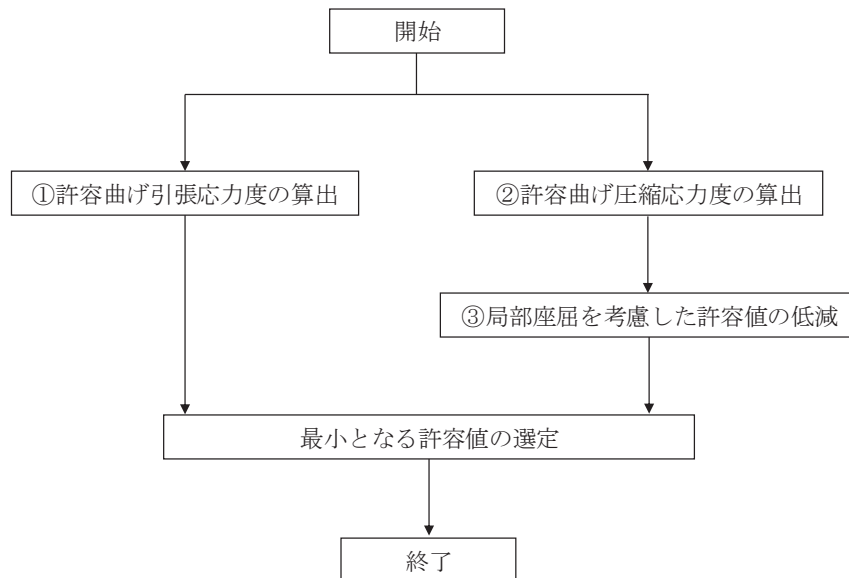 開始
①許容曲げ引張応力度の算出
②許容曲げ圧縮応力度の算出
③局部座屈を考慮した許容値の低減
最小となる許容値の選定
終了